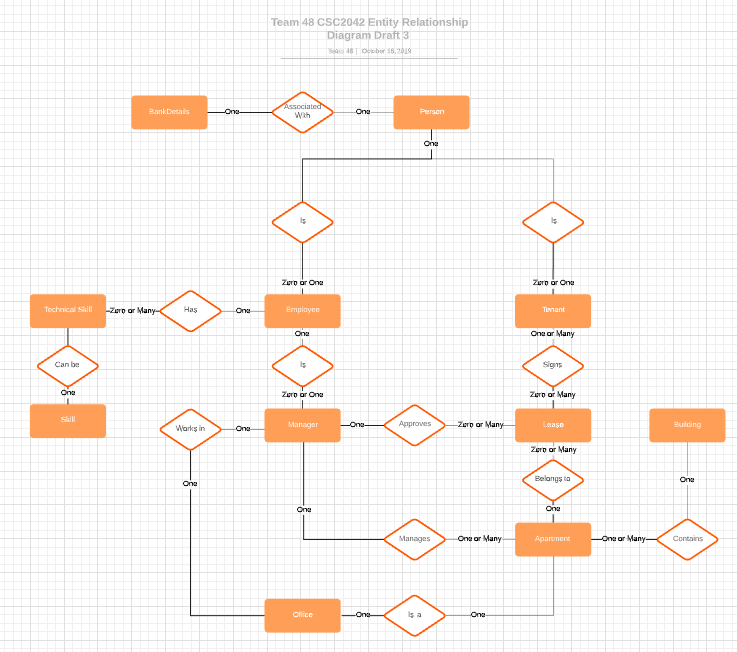 Team 48 CSC2042 Entity Relationship
Diagram Draft 3
Team 48 | October 15, 2019
BankDetails
One
Associated
With
One
Person
One
Is
Is
Zero or One
Zero or One
Technical Skill
Zero or Many
Has
One
Employee
Tenant
One
One or Many
Can be
Is
Signs
One
Zero or One
Zero or Many
Skill
Works in
One
Manager
One
Approves
Zero or Many
Lease
Building
Zero or Many
One
One
Belongs to
One
One
Manages
One or Many
Apartment
One or Many
Contains
Office
One
Is a
One